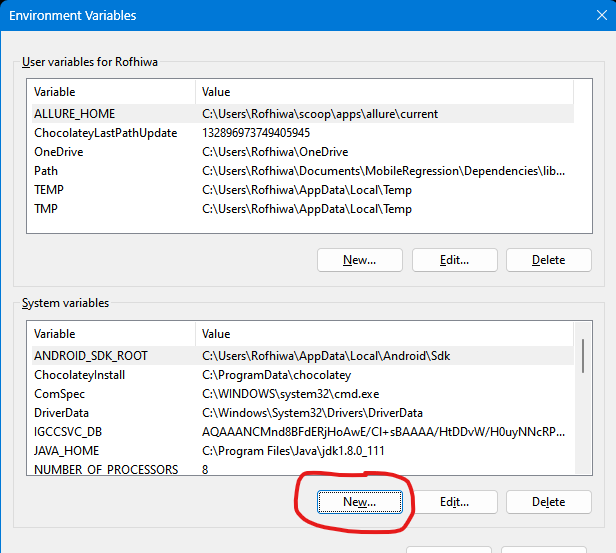 Environment Variables
User variables for Rofhiwa
Variable Value
ALLURE_HOME C:\Users\Rofhiwa\scoop\apps\allure\current
ChocolateyLastPathUpdate 132896973749405945
OneDrive C:\Users\Rofhiwa\OneDrive
Path C:\Users\Rofhiwa\Documents\MobileRegression\Dependencies\lib...
TEMP C:\Users\Rofhiwa\AppData\Local\Temp
TMP C:\Users\Rofhiwa\AppData\Local\Temp
New... Edit... Delete
System variables
Variable Value
ANDROID_SDK_ROOT C:\Users\Rofhiwa\AppData\Local\Android\Sdk
ChocolateyInstall C:\ProgramData\chocolatey
ComSpec C:\WINDOWS\system32\cmd.exe
DriverData C:\Windows\System32\Drivers\DriverData
IGCCSVC_DB AQAAANCMnd8BFdERjHoAwE/Cl+sBAAAA/HtDDvW/H0uyNNcRP...
JAVA_HOME C:\Program Files\Java\jdk1.8.0_111
NUMBER_OF_PROCESSORS 8
New... Edit... Delete